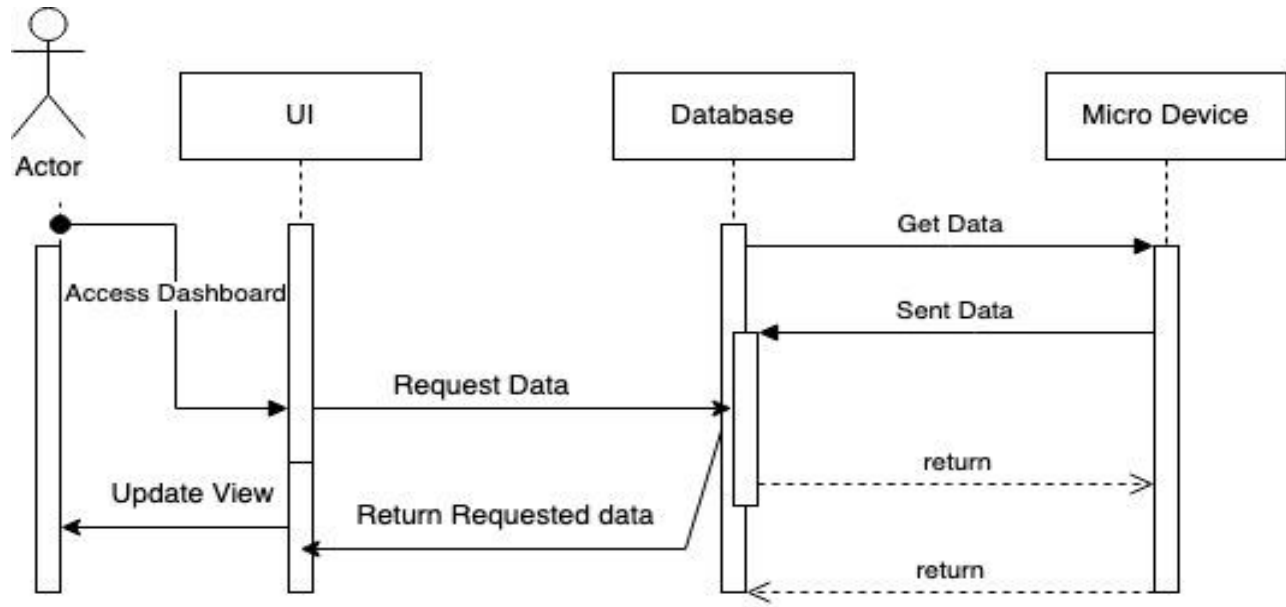 UI
Database
Micro Device
Actor
Get Data
Access Dashboard
Sent Data
Request Data
return
Update View
Return Requested data
return